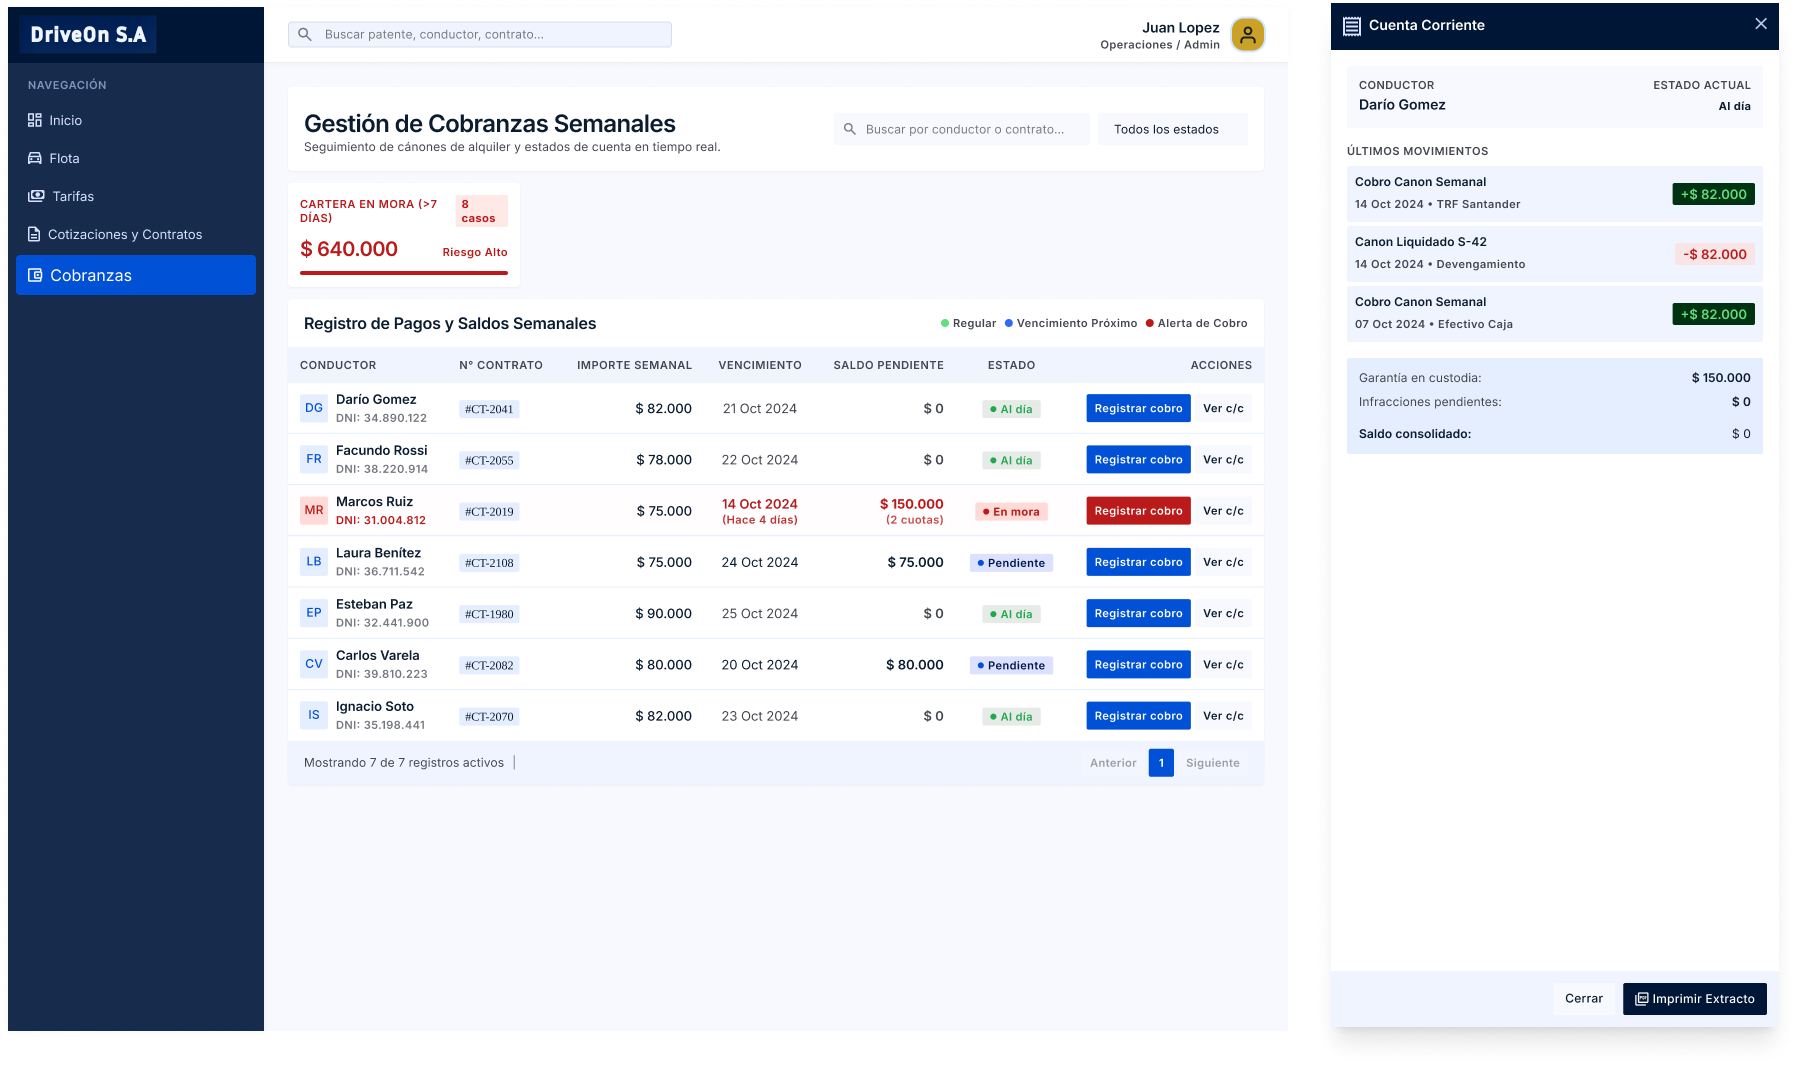 DriveOn S.A
NAVEGACIÓN
Inicio
Flota
Tarifas
Cotizaciones y Contratos
Cobranzas
Buscar patente, conductor, contrato...
Juan Lopez
Operaciones / Admin
Gestión de Cobranzas Semanales
Seguimiento de cánones de alquiler y estados de cuenta en tiempo real.
Buscar por conductor o contrato...
Todos los estados
CARTERA EN MORA (>7 DÍAS)
8 casos
$ 640.000
Riesgo Alto
Registro de Pagos y Saldos Semanales
Regular Vencimiento Próximo Alerta de Cobro
CONDUCTOR N° CONTRATO IMPORTE SEMANAL VENCIMIENTO SALDO PENDIENTE ESTADO ACCIONES
DG Darío Gomez #CT-2041 $ 82.000 21 Oct 2024 $ 0 Al día Registrar cobro Ver c/c
DNI: 34.890.122
FR Facundo Rossi #CT-2055 $ 78.000 22 Oct 2024 $ 0 Al día Registrar cobro Ver c/c
DNI: 38.220.914
MR Marcos Ruiz #CT-2019 $ 75.000 14 Oct 2024 $ 150.000 En mora Registrar cobro Ver c/c
DNI: 31.004.812 (Hace 4 días) (2 cuotas)
LB Laura Benítez #CT-2108 $ 75.000 24 Oct 2024 $ 75.000 Pendiente Registrar cobro Ver c/c
DNI: 36.711.542
EP Esteban Paz #CT-1980 $ 90.000 25 Oct 2024 $ 0 Al día Registrar cobro Ver c/c
DNI: 32.441.900
CV Carlos Varela #CT-2082 $ 80.000 20 Oct 2024 $ 80.000 Pendiente Registrar cobro Ver c/c
DNI: 39.810.223
IS Ignacio Soto #CT-2070 $ 82.000 23 Oct 2024 $ 0 Al día Registrar cobro Ver c/c
DNI: 35.198.441
Mostrando 7 de 7 registros activos |
Anterior 1 Siguiente
Cuenta Corriente
CONDUCTOR ESTADO ACTUAL
Darío Gomez Al día
ÚLTIMOS MOVIMIENTOS
Cobro Canon Semanal
14 Oct 2024 • TRF Santander
+$ 82.000
Canon Liquidado S-42
14 Oct 2024 • Devengamiento
-$ 82.000
Cobro Canon Semanal
07 Oct 2024 • Efectivo Caja
+$ 82.000
Garantía en custodia: $ 150.000
Infracciones pendientes: $ 0
Saldo consolidado: $ 0
Cerrar
Imprimir Extracto